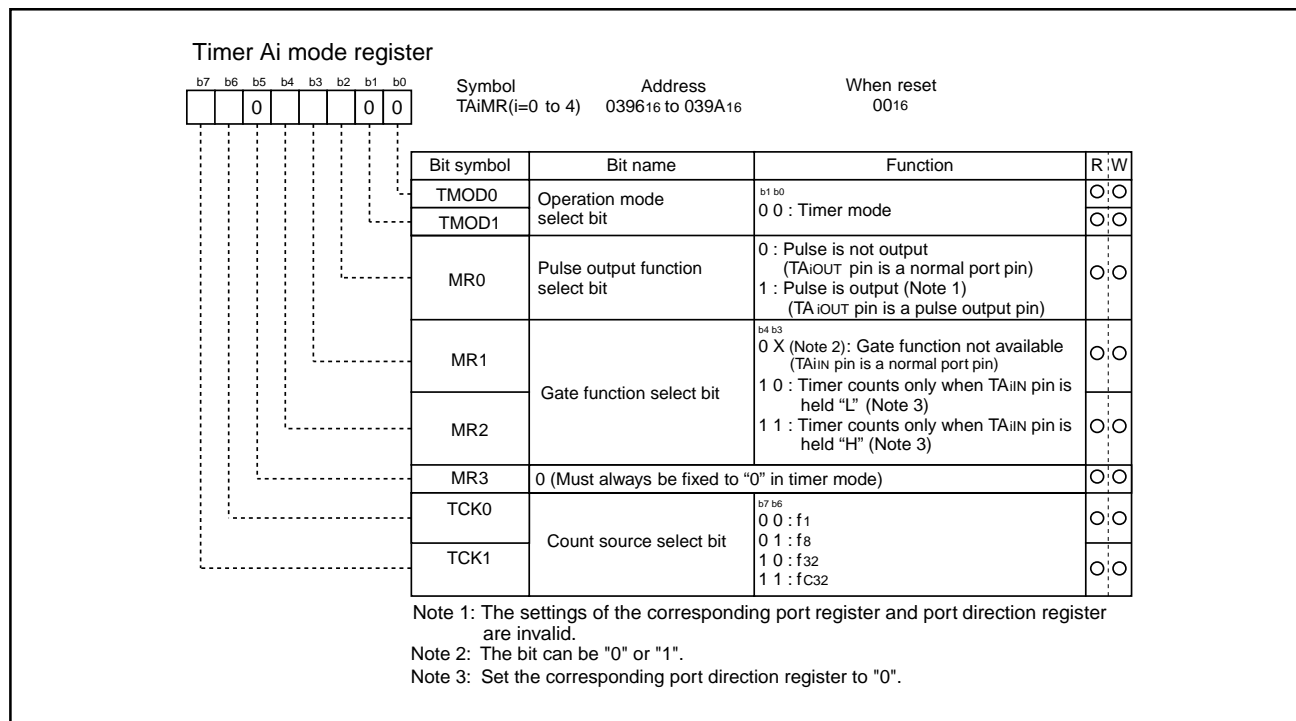 Timer Ai mode register
b7 b6 b5 b4 b3 b2 b1 b0
0 0 0
Symbol Address When reset
TAiMR(i=0 to 4) 039616 to 039A16 0016
Bit symbol Bit name Function R W
TMOD0 Operation mode select bit b1 b0
0 0 : Timer mode
TMOD1
MR0 Pulse output function select bit
0 : Pulse is not output
(TAiOUT pin is a normal port pin)
1 : Pulse is output (Note 1)
(TAiOUT pin is a pulse output pin)
MR1 Gate function select bit
b4 b3
0 X (Note 2): Gate function not available
(TAiIN pin is a normal port pin)
1 0 : Timer counts only when TAiIN pin is
held “L” (Note 3)
MR2
1 1 : Timer counts only when TAiIN pin is
held “H” (Note 3)
MR3 0 (Must always be fixed to “0” in timer mode)
TCK0 Count source select bit
b7 b6
0 0 : f1
0 1 : f8
TCK1
1 0 : f32
1 1 : fC32
Note 1: The settings of the corresponding port register and port direction register
are invalid.
Note 2: The bit can be "0" or "1".
Note 3: Set the corresponding port direction register to "0".